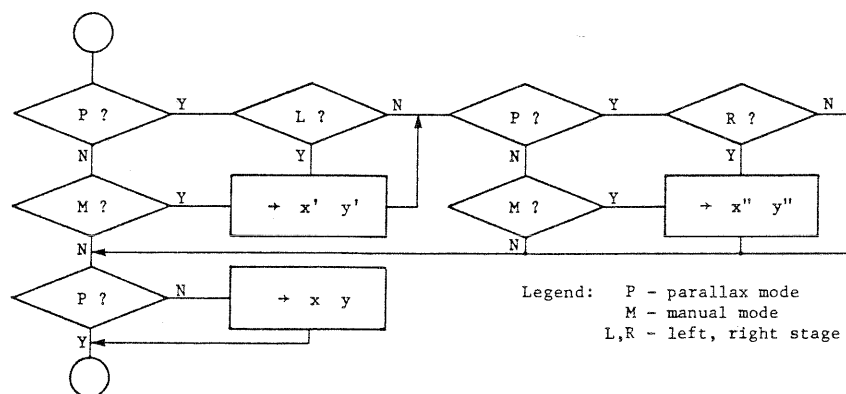 P ?
Y
L ?
N
P ?
Y
R ?
N
N
Y
N
Y
M ?
Y
→ x' y'
M ?
Y
→ x" y"
N
N
P ?
N
→ x y
Y
Legend: P - parallax mode
M - manual mode
L,R - left, right stage